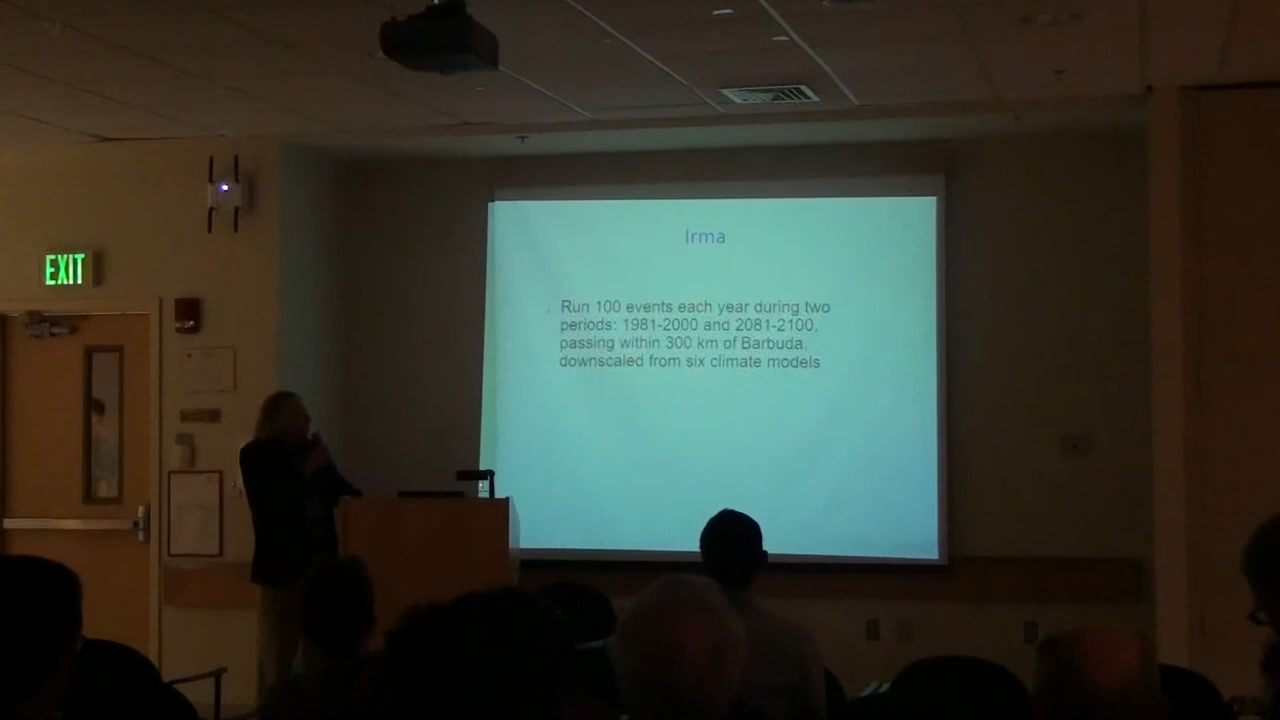 EXIT
Irma
Run 100 events each year during two
periods: 1981-2000 and 2081-2100,
passing within 300 km of Barbuda,
downscaled from six climate models